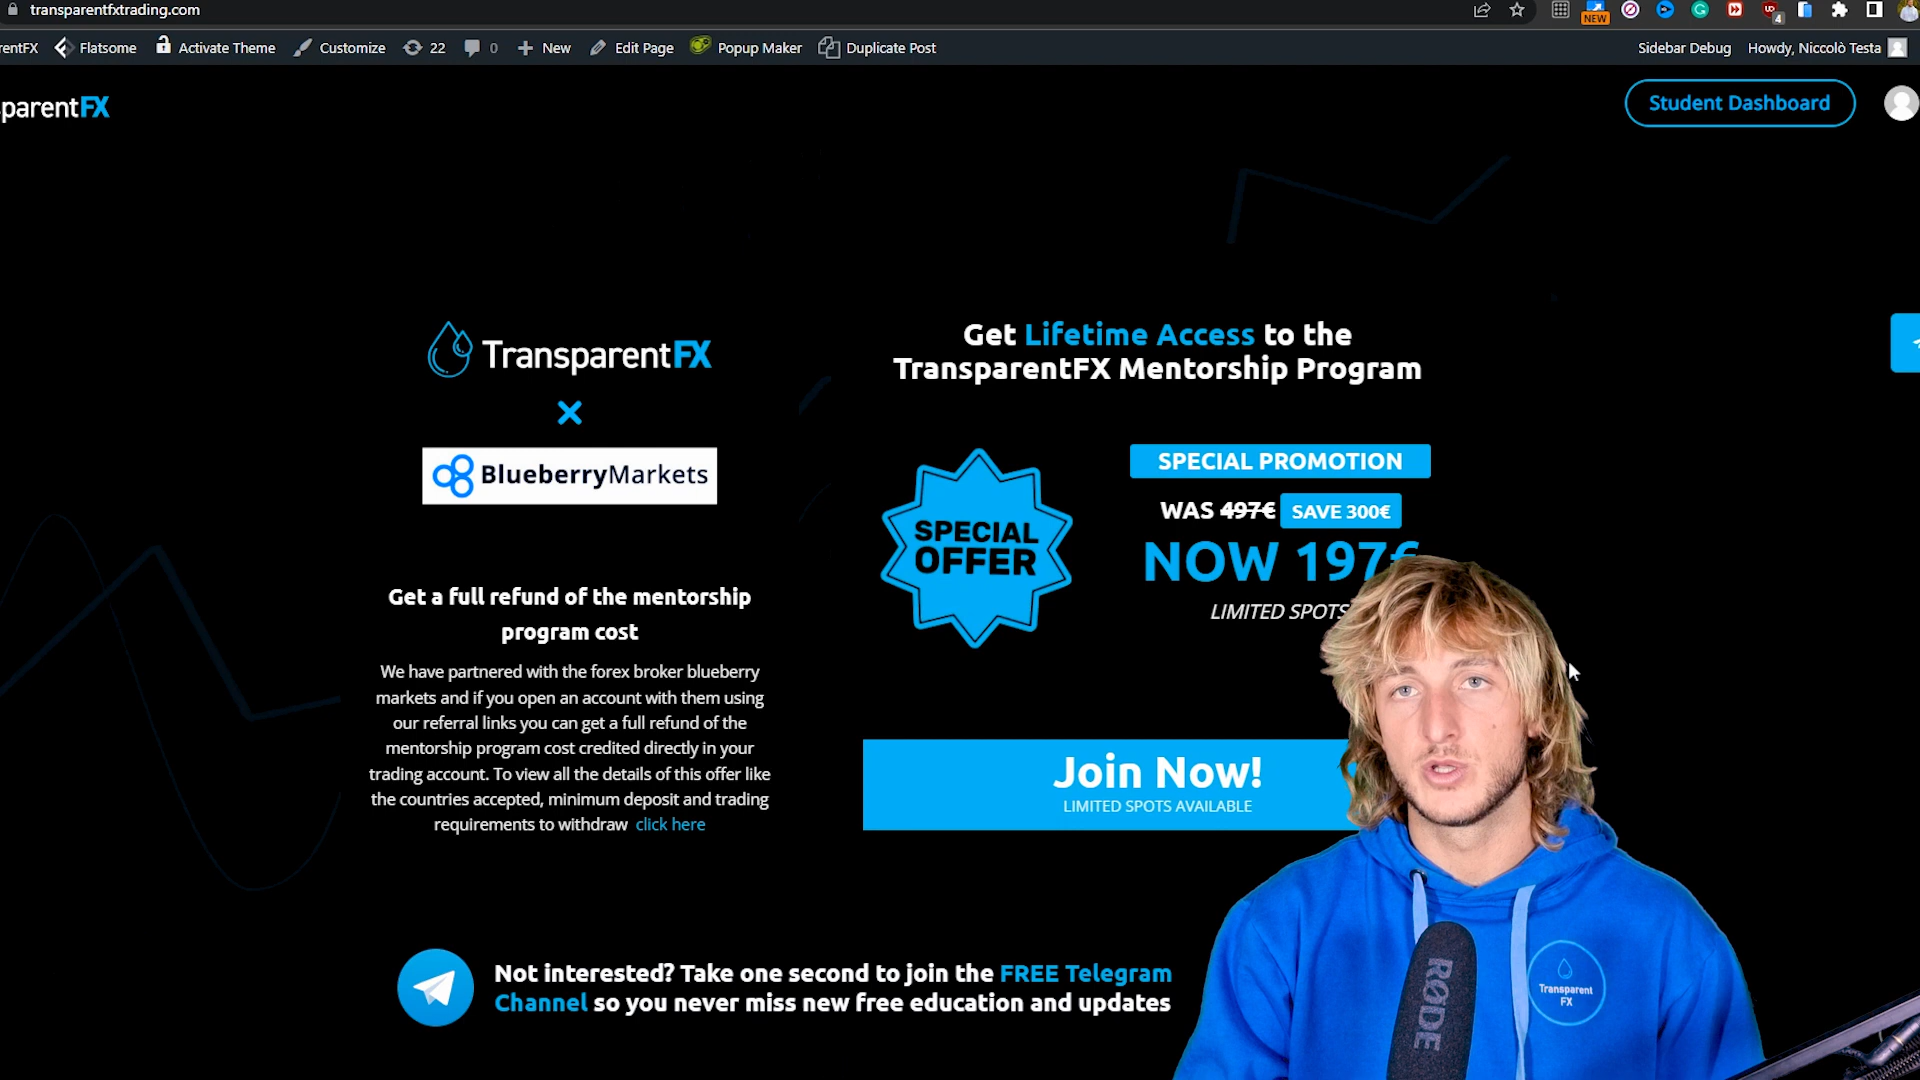 transparentfxtrading.com
NEW
4
rentFX Flatsome Activate Theme Customize 22 0 New Edit Page Popup Maker Duplicate Post Sidebar Debug Howdy, Niccolò Testa
parentFX
Student Dashboard
TransparentFX
BlueberryMarkets
Get a full refund of the mentorship
program cost
We have partnered with the forex broker blueberry
markets and if you open an account with them using
our referral links you can get a full refund of the
mentorship program cost credited directly in your
trading account. To view all the details of this offer like
the countries accepted, minimum deposit and trading
requirements to withdraw click here
Get Lifetime Access to the
TransparentFX Mentorship Program
SPECIAL
OFFER
SPECIAL PROMOTION
WAS 497€ SAVE 300€
NOW 197€
LIMITED SPOTS
Join Now!
LIMITED SPOTS AVAILABLE
Not interested? Take one second to join the FREE Telegram
Channel so you never miss new free education and updates
RØDE
Transparent
FX